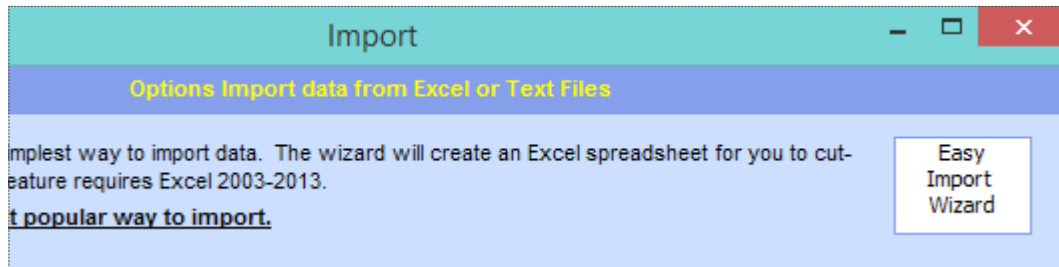 Import
Options Import data from Excel or Text Files
mplest way to import data. The wizard will create an Excel spreadsheet for you to cut-
eature requires Excel 2003-2013.
t popular way to import.
Easy
Import
Wizard